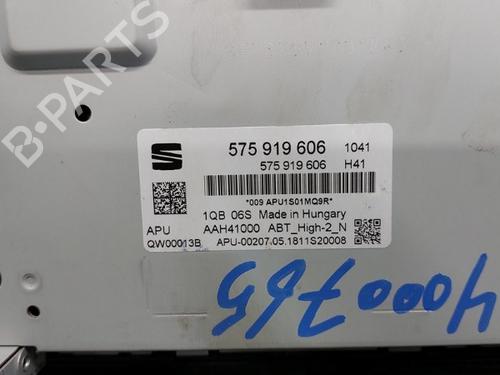 B-PARTS
575 919 606 1041
575 919 606 H41
*009 APU1S01MQ9R*
1QB 06S Made in Hungary
APU AAH41000 ABT_High-2_N
QW00013B APU-00207.05.1811S20008
4000765